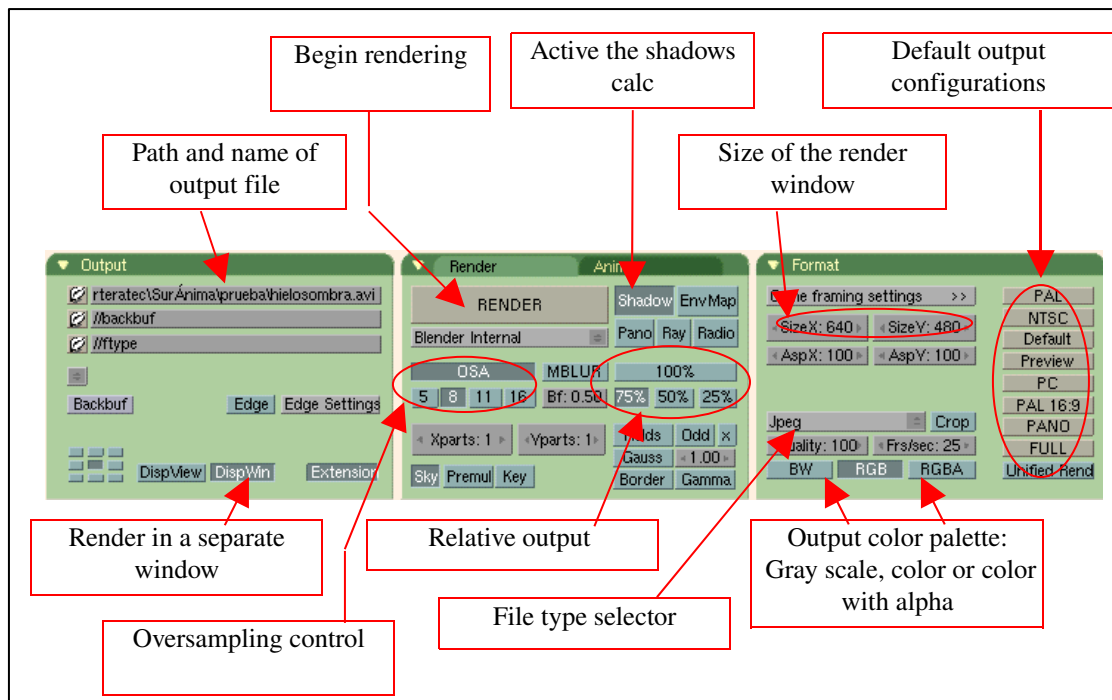 Begin rendering
Active the shadows
calc
Default output
configurations
Path and name of
output file
Size of the render
window
Output
rteratec\SurÁnima\prueba\hielosombra.avi
//backbuf
//ftype
Backbuf
Edge
Edge Settings
DispView
DispWin
Extension
Render
RENDER
Blender Internal
OSA
MBLUR
5
8
11
16
Bf: 0.50
Xparts: 1
Yparts: 1
Sky
Premul
Key
Shadow
EnvMap
Pano
Ray
Radio
100%
75%
50%
25%
Odd
x
Gauss
1.00
Border
Gamma
Format
framing settings >>
SizeX: 640
SizeY: 480
AspX: 100
AspY: 100
Jpeg
Crop
100
Frs/sec: 25
BW
RGB
RGBA
PAL
NTSC
Default
Preview
PC
PAL 16:9
PANO
FULL
Unified Rend
Render in a separate
window
Relative output
Output color palette:
Gray scale, color or color
with alpha
File type selector
Oversampling control